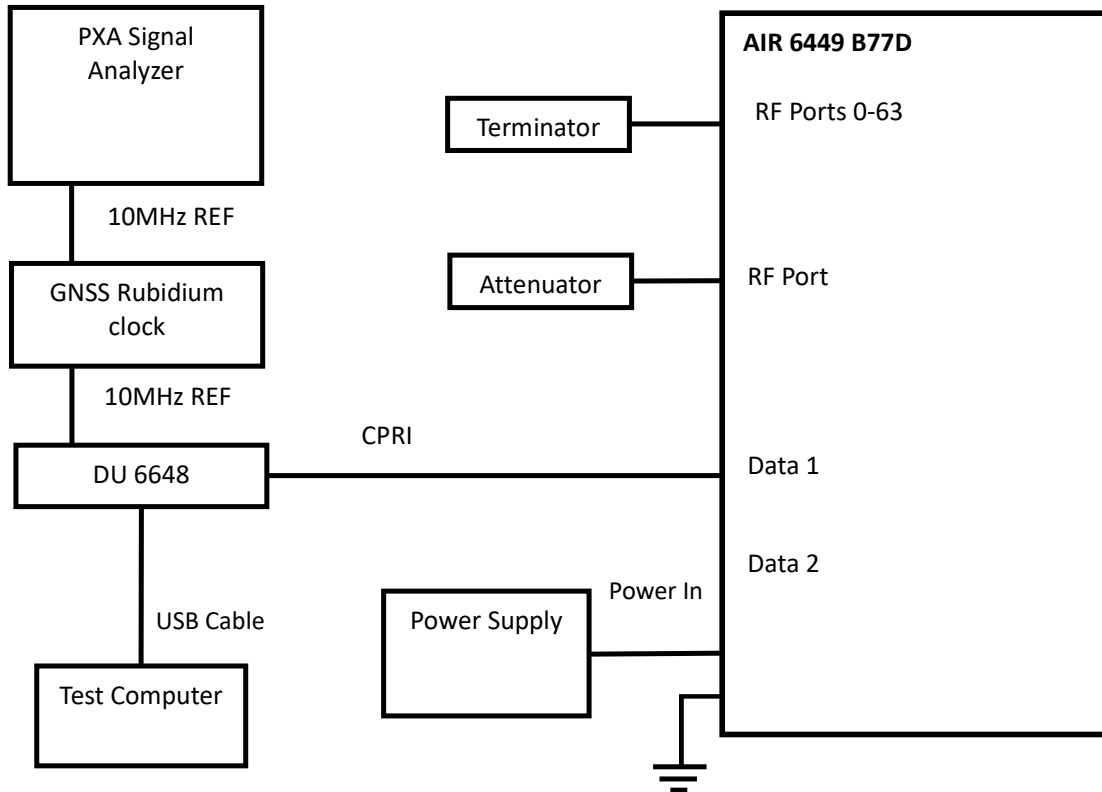 PXA Signal
Analyzer
10MHz REF
GNSS Rubidium
clock
10MHz REF
DU 6648
USB Cable
Test Computer
CPRI
Terminator
Attenuator
Power Supply
Power In
AIR 6449 B77D
RF Ports 0-63
RF Port
Data 1
Data 2